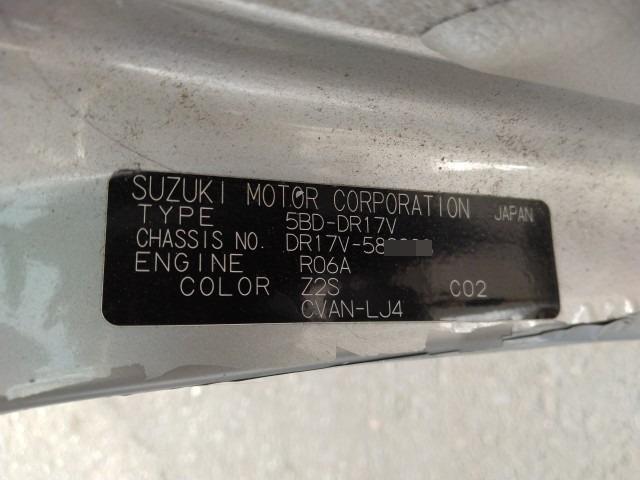 SUZUKI MOTOR CORPORATION JAPAN
TYPE 5BD-DR17V
CHASSIS NO. DR17V-58
ENGINE R06A
COLOR Z2S C02
CVAN-LJ4